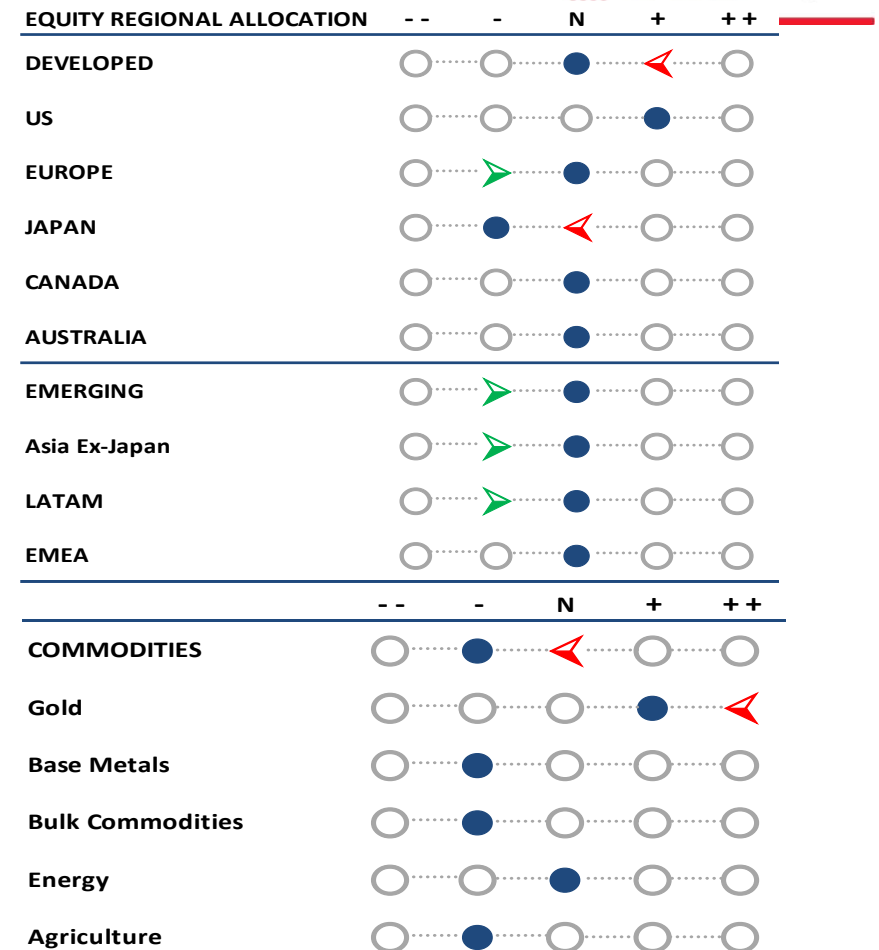 EQUITY REGIONAL ALLOCATION - - - N + ++
DEVELOPED
US
EUROPE
JAPAN
CANADA
AUSTRALIA
EMERGING
Asia Ex-Japan
LATAM
EMEA
- - - N + ++
COMMODITIES
Gold
Base Metals
Bulk Commodities
Energy
Agriculture